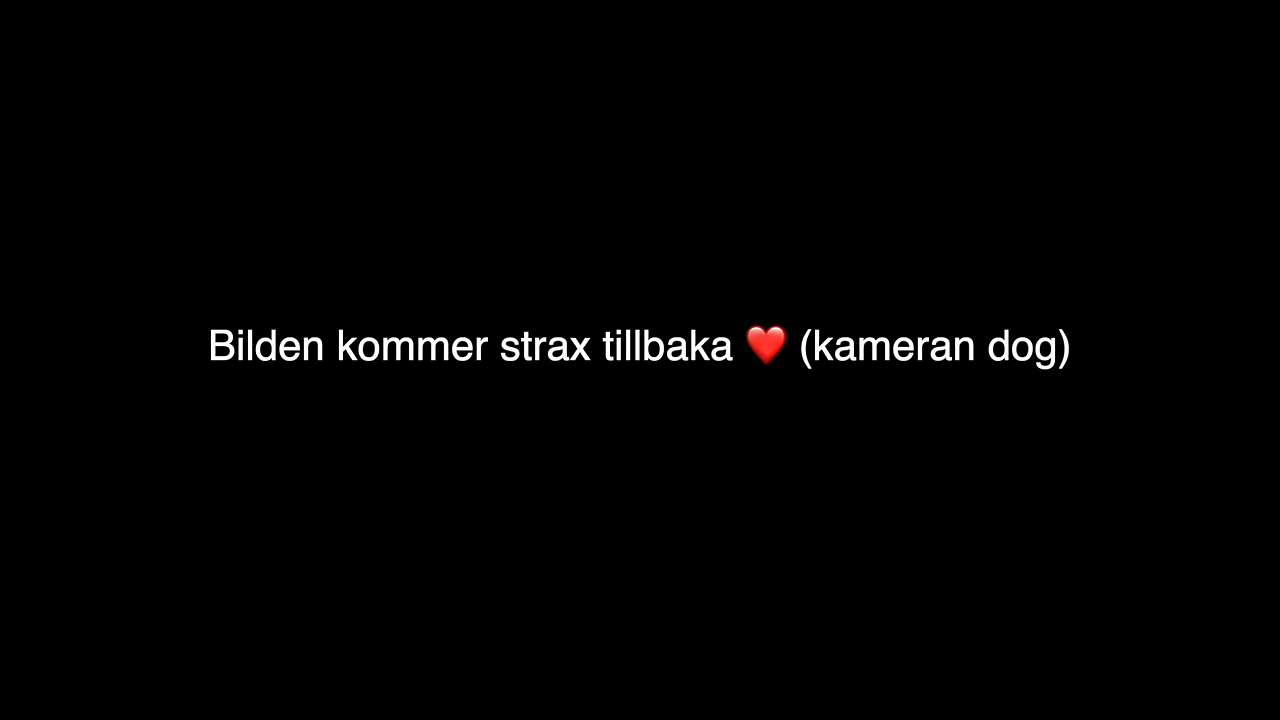 Bilden kommer strax tillbaka ❤️ (kameran dog)